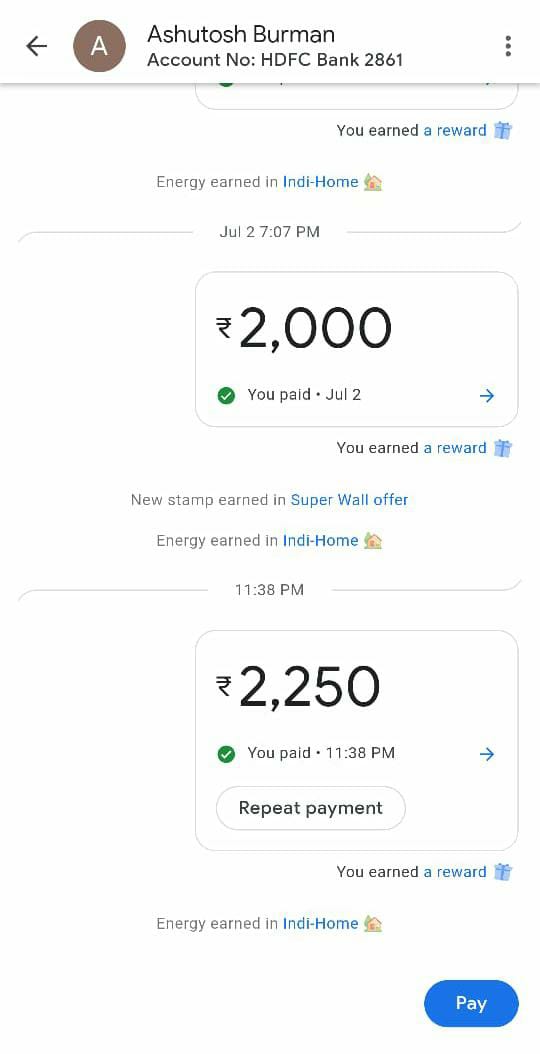 A
Ashutosh Burman
Account No: HDFC Bank 2861
You earned a reward
Energy earned in Indi-Home
Jul 2 7:07 PM
₹2,000
You paid • Jul 2
You earned a reward
New stamp earned in Super Wall offer
Energy earned in Indi-Home
11:38 PM
₹2,250
You paid • 11:38 PM
Repeat payment
You earned a reward
Energy earned in Indi-Home
Pay